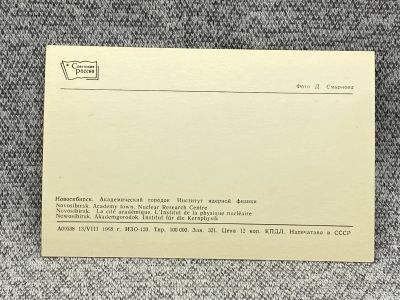 Советская
Россия
Фото Д. Смирнова
Новосибирск. Академический городок Институт ядерной физики
Novosibirsk. Academy town. Nuclear Research Centre
Novosibirsk. La cité académique. L'Institut de la physique nucléaire
Nowosibirsk. Akademgorodok. Institut für die Kernphysik
А09538 13/VIII 1968 г. ИЗО-120. Тир. 100 000. Зак. 321. Цена 12 коп. КПДЛ. Напечатано в СССР